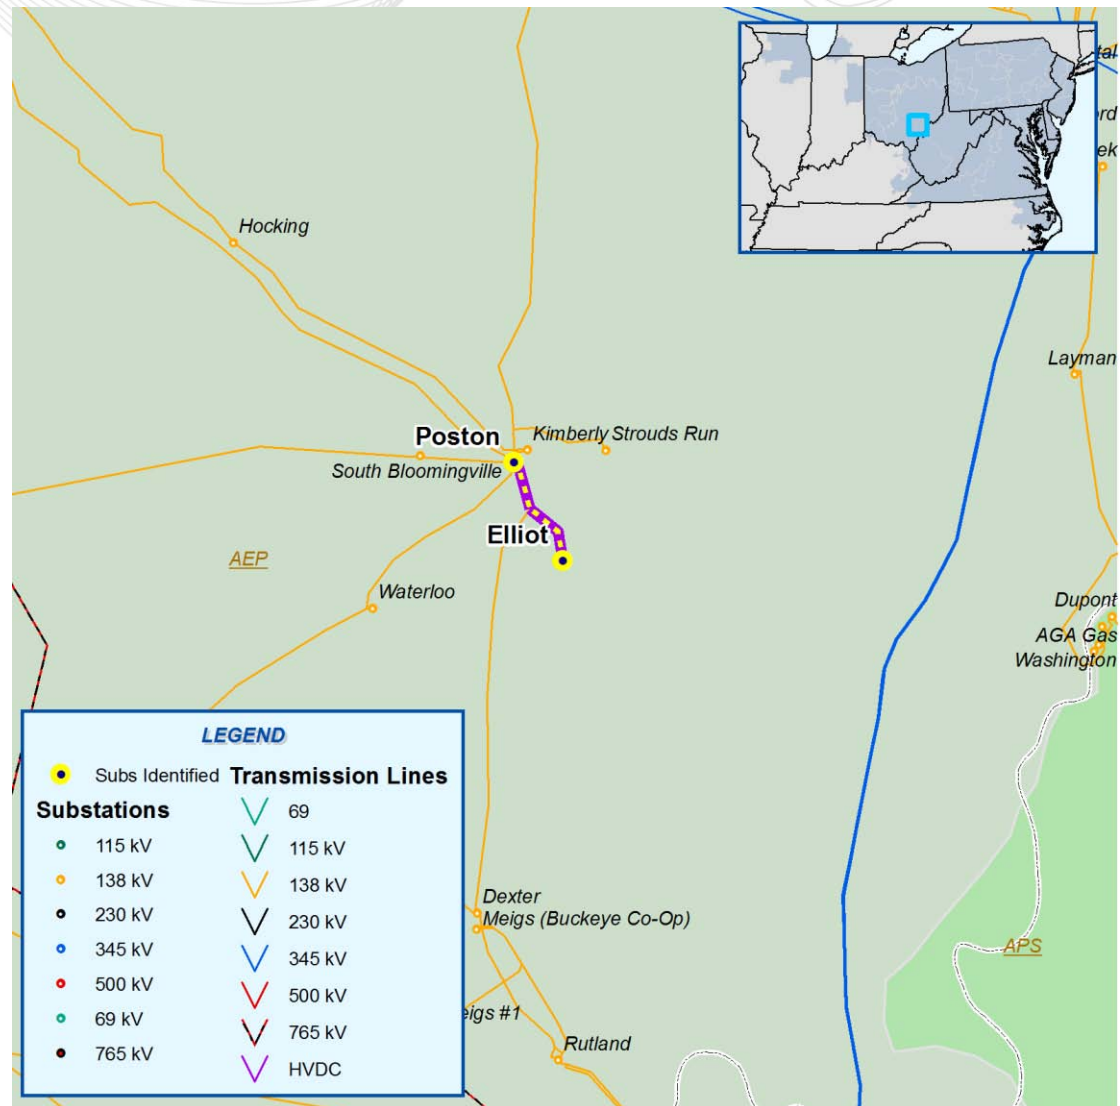 Hocking
Layman
Poston
Kimberly Strouds Run
South Bloomingville
Elliot
AEP
Waterloo
Dupont
AGA Gas
Washington
LEGEND
Subs Identified
Transmission Lines
Substations
69
115 kV
115 kV
138 kV
138 kV
230 kV
230 kV
345 kV
345 kV
500 kV
500 kV
69 kV
765 kV
765 kV
HVDC
Dexter
Meigs (Buckeye Co-Op)
eigs #1
Rutland
APS